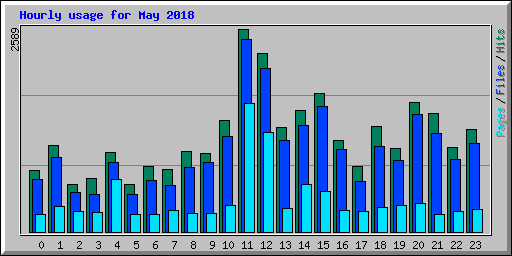 Hourly usage for May 2018
2589
Pages / Files / Hits
0 1 2 3 4 5 6 7 8 9 10 11 12 13 14 15 16 17 18 19 20 21 22 23